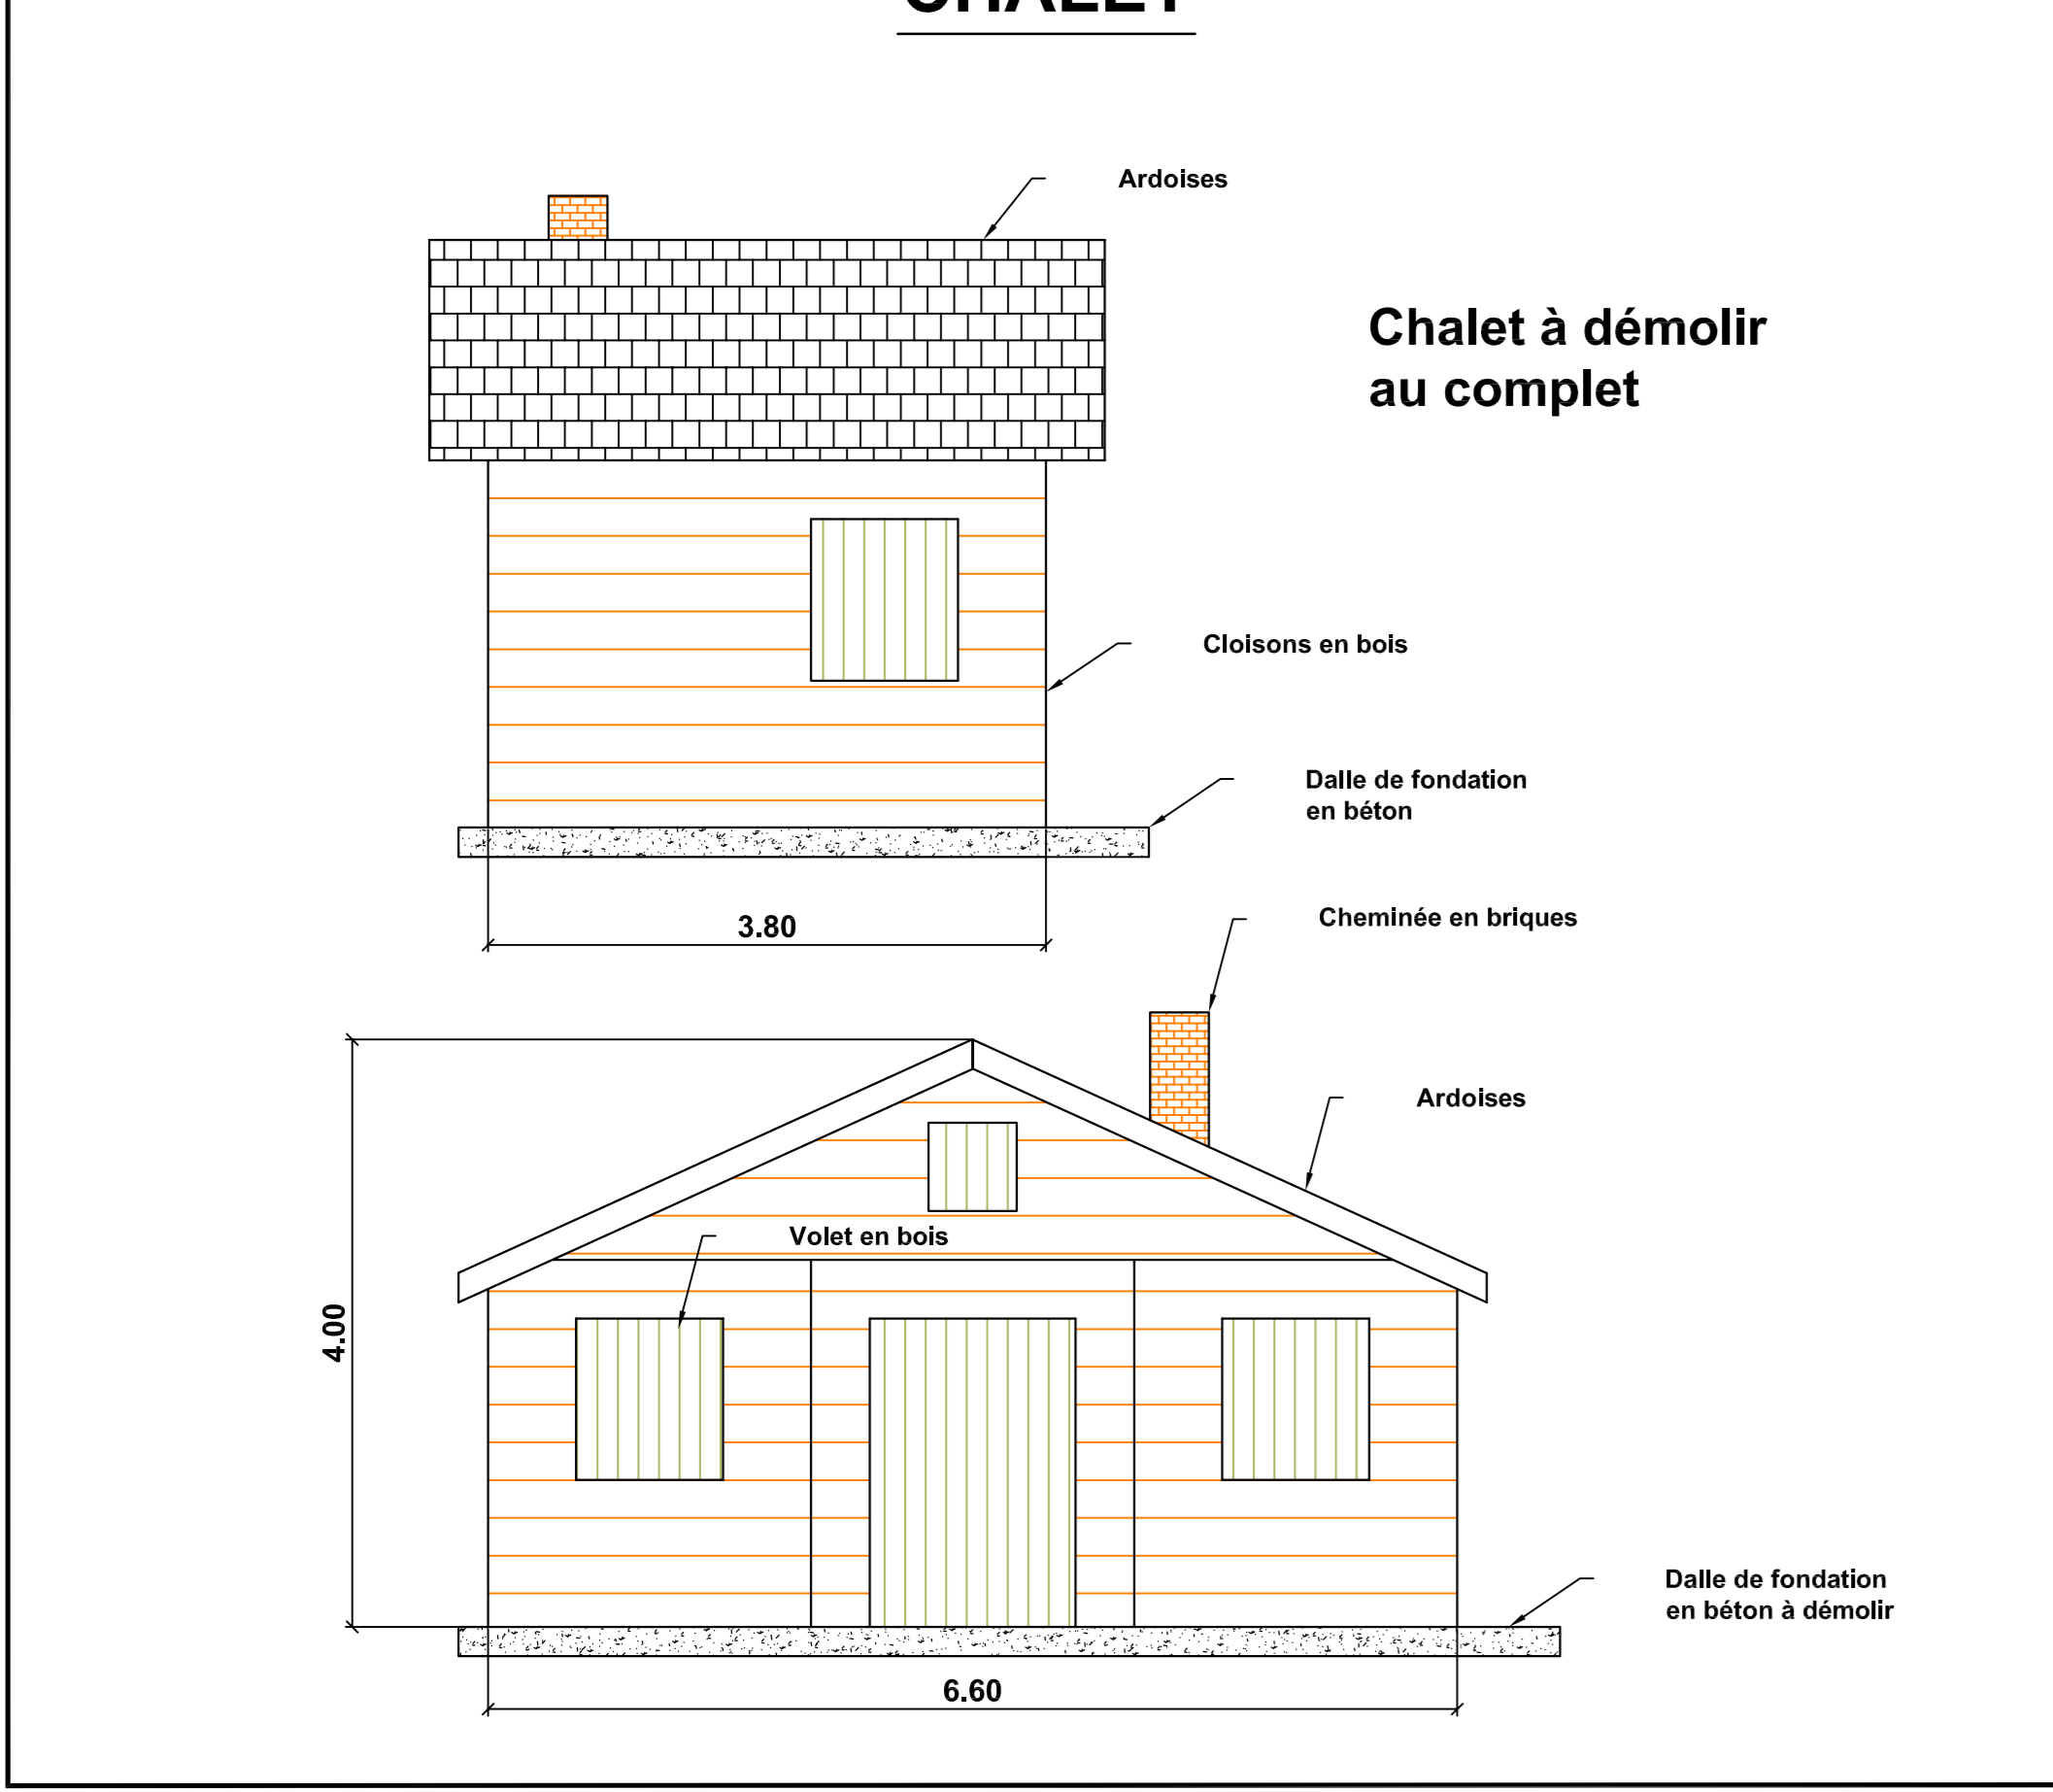 CHALET
Ardoises
Chalet à démolir
au complet
Cloisons en bois
Dalle de fondation
en béton
3.80
Cheminée en briques
Ardoises
Volet en bois
4.00
Dalle de fondation
en béton à démolir
6.60